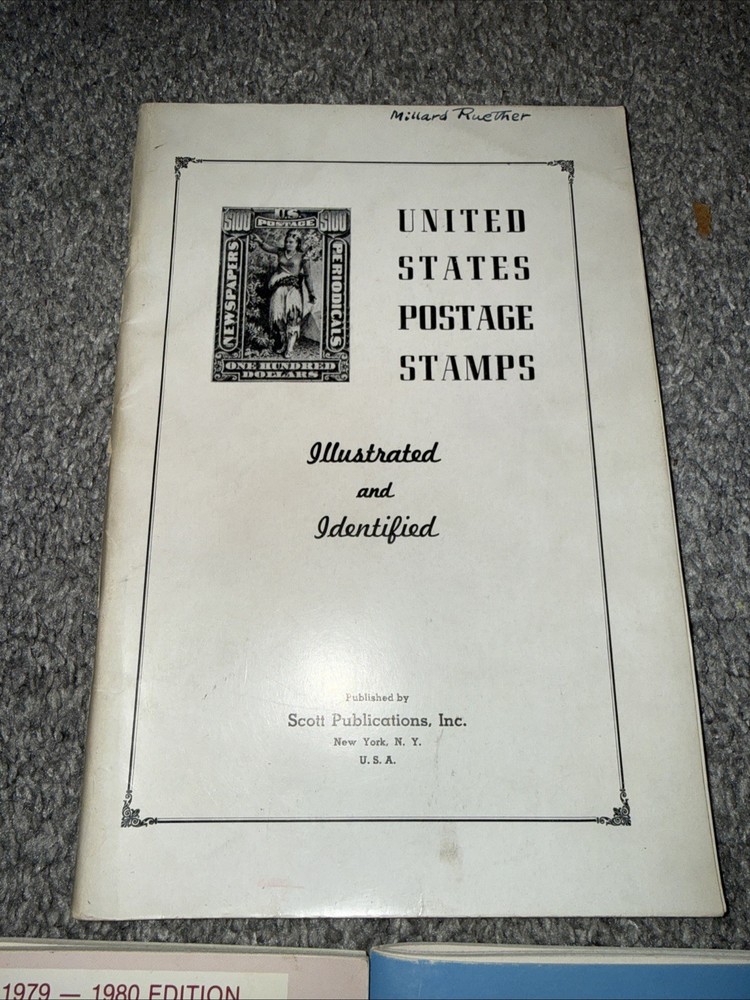 Millard Ruether
$100 U.S. $100
POSTAGE
NEWSPAPERS
PERIODICALS
ONE HUNDRED
DOLLARS
UNITED
STATES
POSTAGE
STAMPS
Illustrated
and
Identified
Published by
Scott Publications, Inc.
New York, N. Y.
U. S. A.
1979 — 1980 EDITION